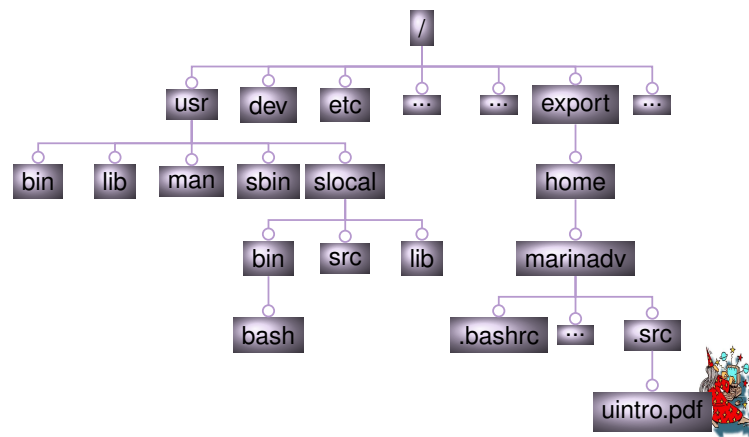 /
usr dev etc ... ... export ...
bin lib man sbin slocal home
bin src lib marinadv
bash .bashrc ... .src
uintro.pdf